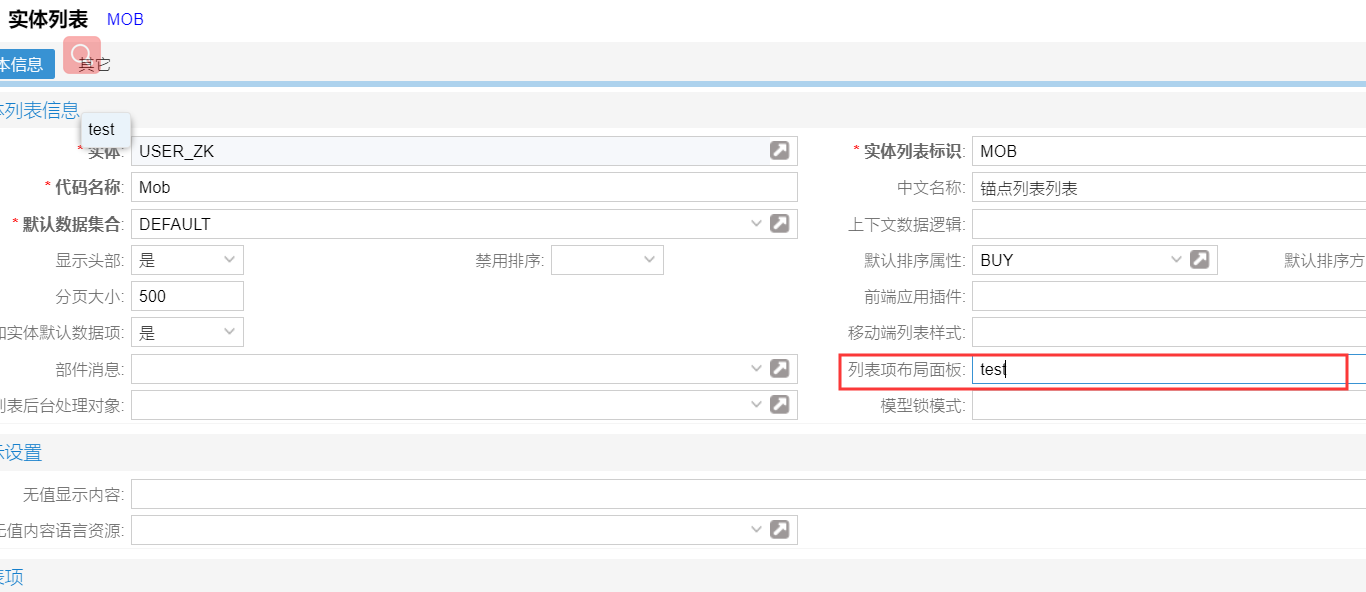 实体列表 MOB
本信息 其它
体列表信息
test
* 实体: USER_ZK * 实体列表标识: MOB
* 代码名称: Mob 中文名称: 锚点列表列表
* 默认数据集合: DEFAULT 上下文数据逻辑:
显示头部: 是 禁用排序: 默认排序属性: BUY 默认排序方
分页大小: 500 前端应用插件:
加实体默认数据项: 是 移动端列表样式:
部件消息: 列表项布局面板: test
列表后台处理对象: 模型锁模式:
示设置
无值显示内容:
无值内容语言资源:
表项